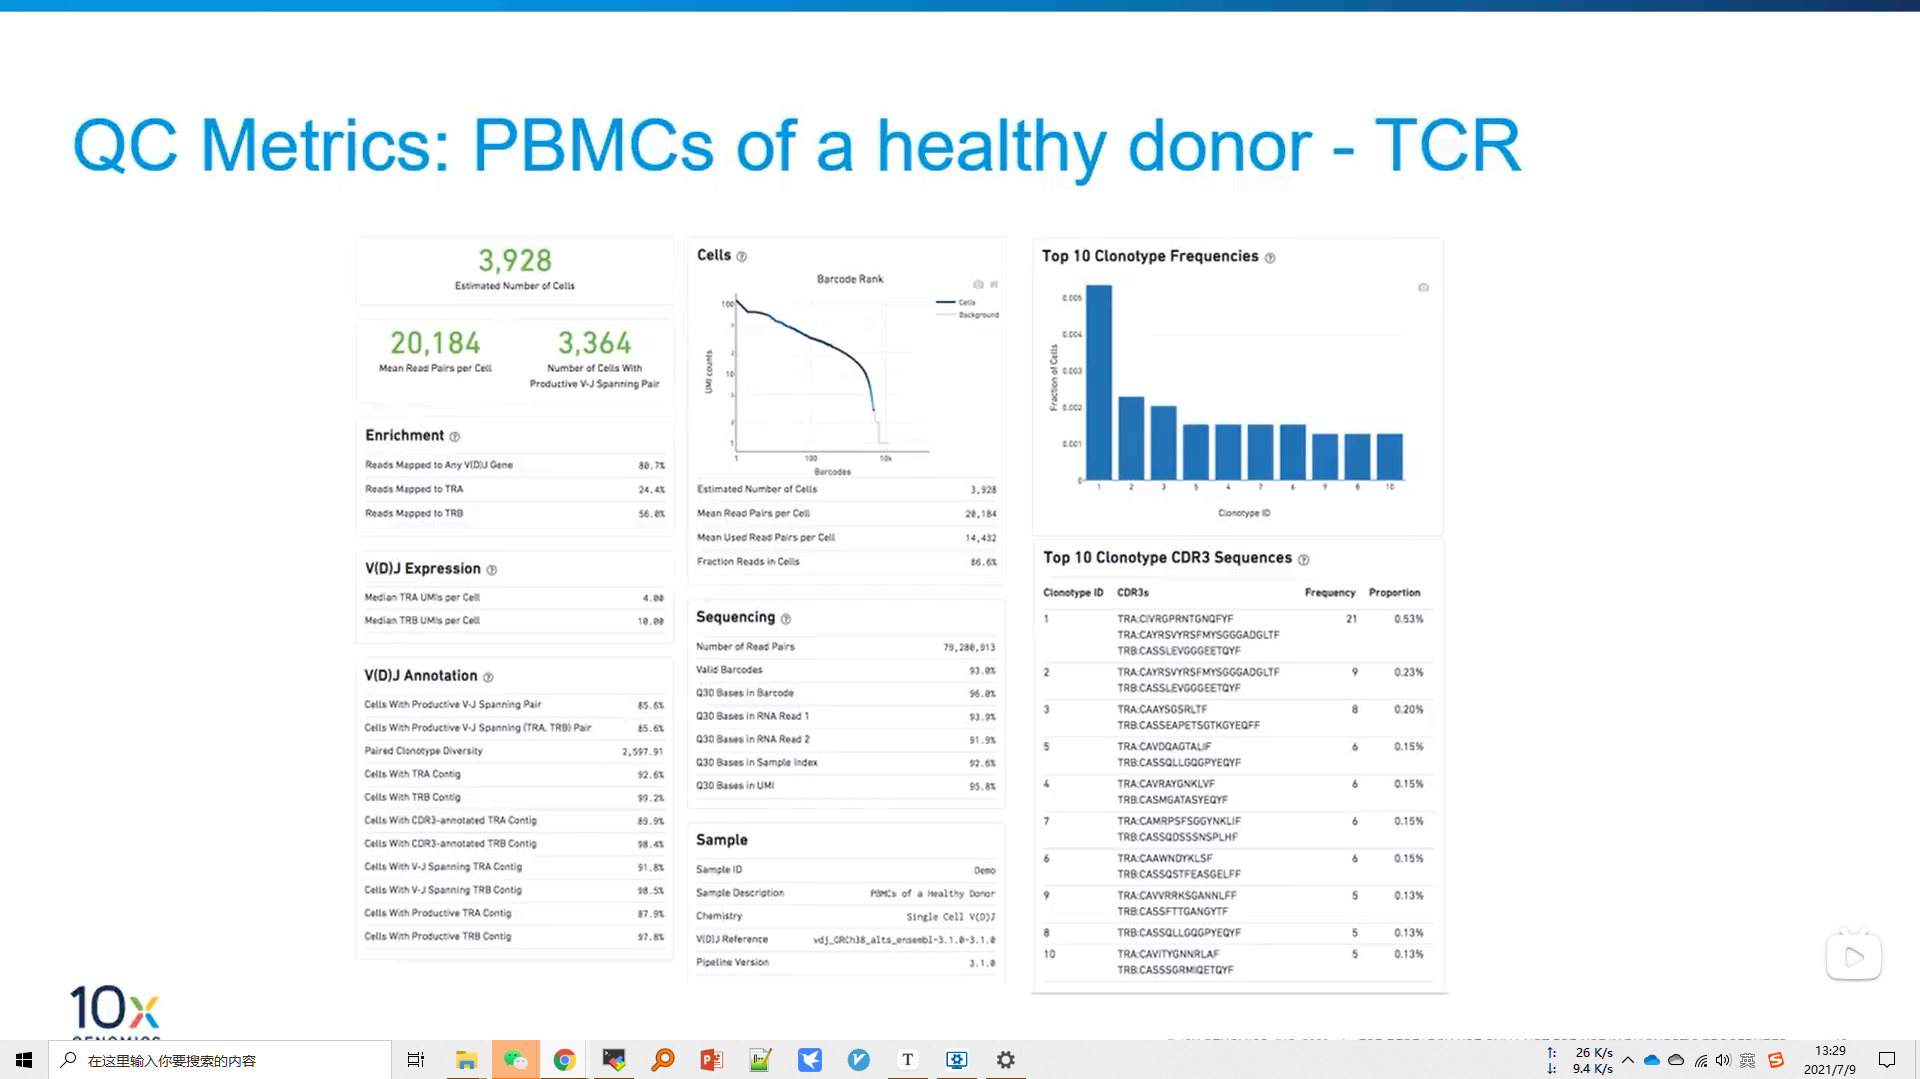 QC Metrics: PBMCs of a healthy donor - TCR
3,928
Estimated Number of Cells
20,184
Mean Read Pairs per Cell
3,364
Number of Cells With
Productive V-J Spanning Pair
Enrichment
Reads Mapped to Any V(D)J Gene 80.7%
Reads Mapped to TRA 24.4%
Reads Mapped to TRB 56.0%
V(D)J Expression
Median TRA UMIs per Cell 4.00
Median TRB UMIs per Cell 10.00
V(D)J Annotation
Cells With Productive V-J Spanning Pair 85.6%
Cells With Productive V-J Spanning (TRA, TRB) Pair 85.6%
Paired Clonotype Diversity 2,597.91
Cells With TRA Contig 92.6%
Cells With TRB Contig 99.2%
Cells With CDR3-annotated TRA Contig 89.9%
Cells With CDR3-annotated TRB Contig 98.4%
Cells With V-J Spanning TRA Contig 91.8%
Cells With V-J Spanning TRB Contig 98.5%
Cells With Productive TRA Contig 87.9%
Cells With Productive TRB Contig 97.8%
Cells
Barcode Rank
Cells
Background
UMI counts
100
10
1
1 100 10k
Barcodes
Estimated Number of Cells 3,928
Mean Read Pairs per Cell 20,184
Mean Used Read Pairs per Cell 14,432
Fraction Reads in Cells 86.6%
Sequencing
Number of Read Pairs 79,280,913
Valid Barcodes 93.0%
Q30 Bases in Barcode 96.0%
Q30 Bases in RNA Read 1 93.9%
Q30 Bases in RNA Read 2 91.9%
Q30 Bases in Sample Index 92.6%
Q30 Bases in UMI 95.8%
Sample
Sample ID Demo
Sample Description PBMCs of a Healthy Donor
Chemistry Single Cell V(D)J
V(D)J Reference vdj_GRCh38_alts_ensembl-3.1.0-3.1.0
Pipeline Version 3.1.0
Top 10 Clonotype Frequencies
Fraction of Cells
0.005
0.004
0.003
0.002
0.001
0
1 2 3 5 4 7 6 9 8 10
Clonotype ID
Top 10 Clonotype CDR3 Sequences
Clonotype ID CDR3s Frequency Proportion
1 TRA:CIVRGPRNTGNQFYF 21 0.53%
TRA:CAYRSVYRSFMYSGGGADGLTF
TRB:CASSLEVGGGEETQYF
2 TRA:CAYRSVYRSFMYSGGGADGLTF 9 0.23%
TRB:CASSLEVGGGEETQYF
3 TRA:CAAYSGSRLTF 8 0.20%
TRB:CASSEAPETSGTKGYEQFF
5 TRA:CAVDQAGTALIF 6 0.15%
TRB:CASSQLLGQGPYEQYF
4 TRA:CAVRAYGNKLVF 6 0.15%
TRB:CASMGATASYEQYF
7 TRA:CAMRPSFSGGYNKLIF 6 0.15%
TRB:CASSQDSSSNSPLHF
6 TRA:CAAWNDYKLSF 6 0.15%
TRB:CASSQSTFEASGELFF
9 TRA:CAVVRRKSGANNLFF 5 0.13%
TRB:CASSFTTGANGYTF
8 TRB:CASSQLLGQGPYEQYF 5 0.13%
10 TRA:CAVITYGNNRLAF 5 0.13%
TRB:CASSSGRMIQETQYF
10x
GENOMICS
在这里输入你要搜索的内容
T
26 K/s
9.4 K/s
英
13:29
2021/7/9